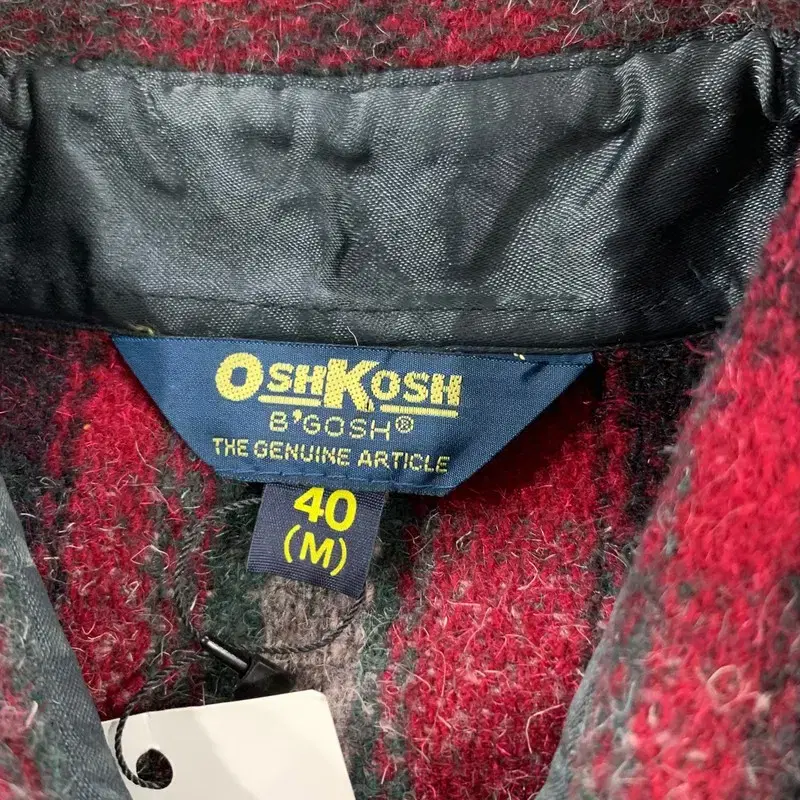 OSHKOSH
B'GOSH®
THE GENUINE ARTICLE
40
(M)